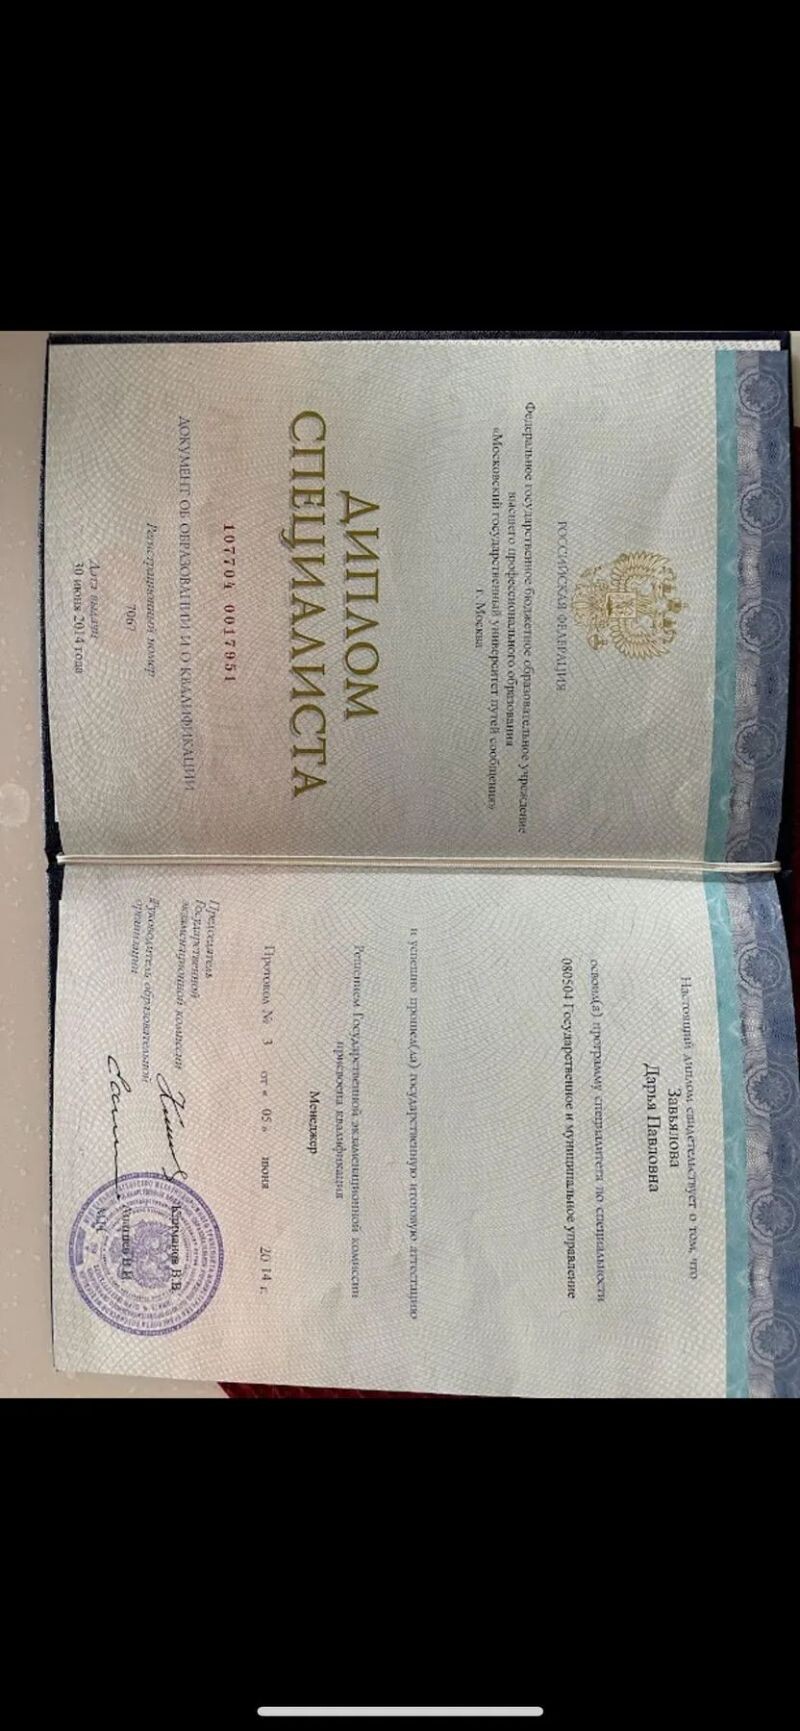 РОССИЙСКАЯ ФЕДЕРАЦИЯ
Федеральное государственное бюджетное образовательное учреждение
высшего профессионального образования
«Московский государственный университет путей сообщения»
г. Москва
ДИПЛОМ
СПЕЦИАЛИСТА
107704 0017951
ДОКУМЕНТ ОБ ОБРАЗОВАНИИ И О КВАЛИФИКАЦИИ
Регистрационный номер
7067
Дата выдачи
30 июня 2014 года
Настоящий диплом свидетельствует о том, что
Завьялова
Дарья Павловна
освоил(а) программу специалитета по специальности
080504 Государственное и муниципальное управление
и успешно прошел(ла) государственную итоговую аттестацию
Решением Государственной экзаменационной комиссии
присвоена квалификация
Менеджер
Протокол № 3 от « 05 » июня 20 14 г.
Председатель
Государственной
экзаменационной комиссии
Руководитель образовательной
организации
М.П.